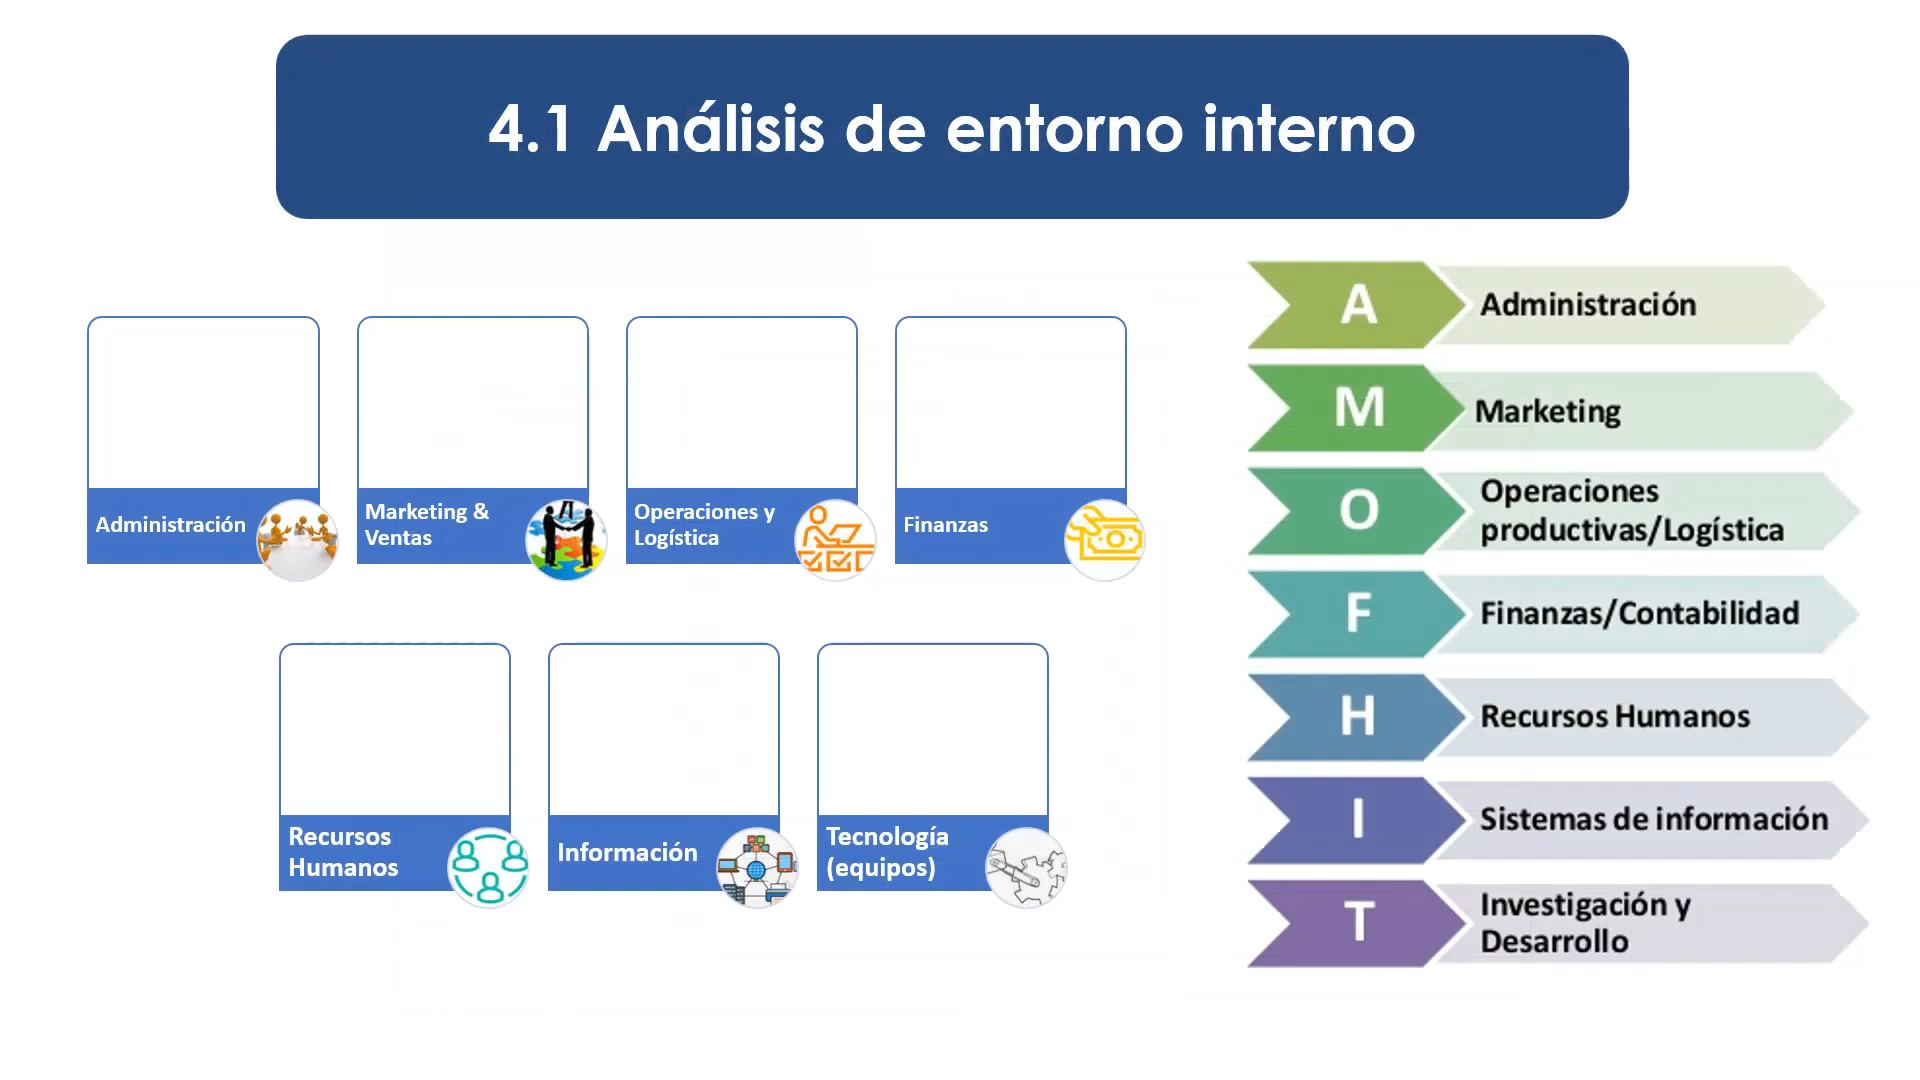 4.1 Análisis de entorno interno
Administración
Marketing &
Ventas
Operaciones y
Logística
Finanzas
Recursos
Humanos
Información
Tecnología
(equipos)
A
Administración
M
Marketing
O
Operaciones
productivas/Logística
F
Finanzas/Contabilidad
H
Recursos Humanos
I
Sistemas de información
T
Investigación y
Desarrollo